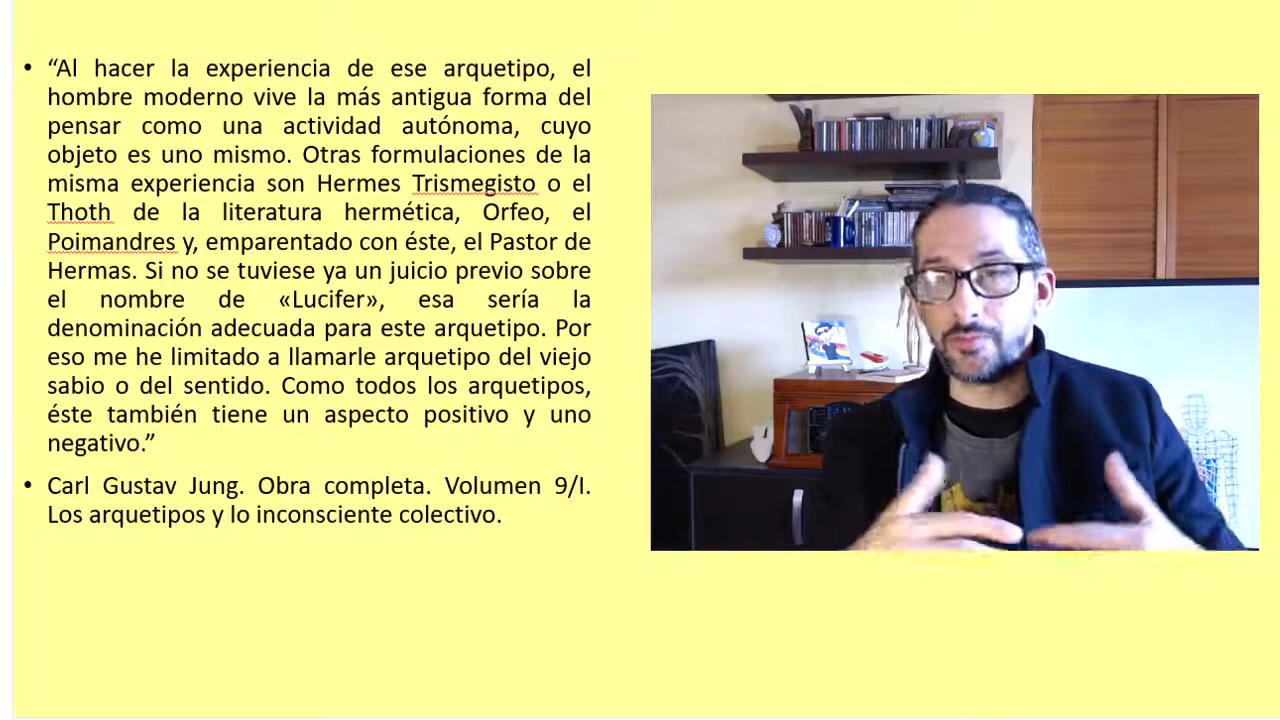 • “Al hacer la experiencia de ese arquetipo, el
hombre moderno vive la más antigua forma del
pensar como una actividad autónoma, cuyo
objeto es uno mismo. Otras formulaciones de la
misma experiencia son Hermes Trismegisto o el
Thoth de la literatura hermética, Orfeo, el
Poimandres y, emparentado con éste, el Pastor de
Hermas. Si no se tuviese ya un juicio previo sobre
el nombre de «Lucifer», esa sería la
denominación adecuada para este arquetipo. Por
eso me he limitado a llamarle arquetipo del viejo
sabio o del sentido. Como todos los arquetipos,
éste también tiene un aspecto positivo y uno
negativo.”
• Carl Gustav Jung. Obra completa. Volumen 9/I.
Los arquetipos y lo inconsciente colectivo.